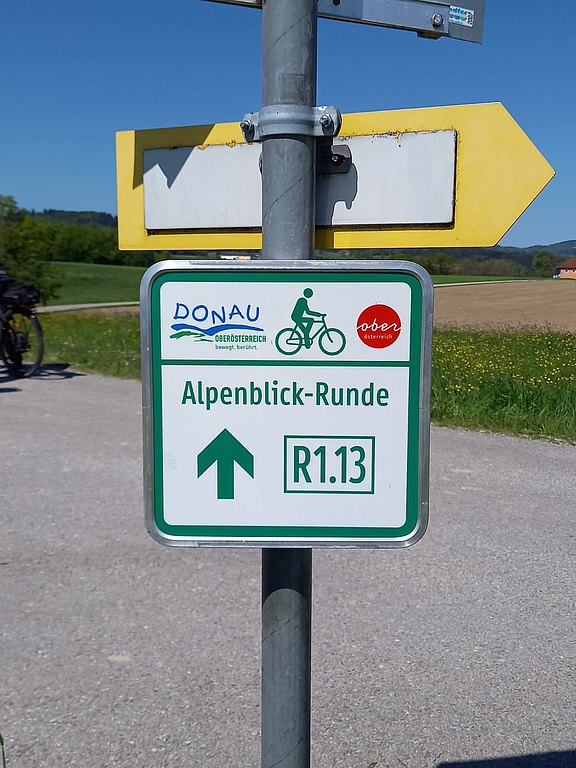 DONAU
OBERÖSTERREICH
bewegt. berührt.
ober
österreich
Alpenblick-Runde
R1.13